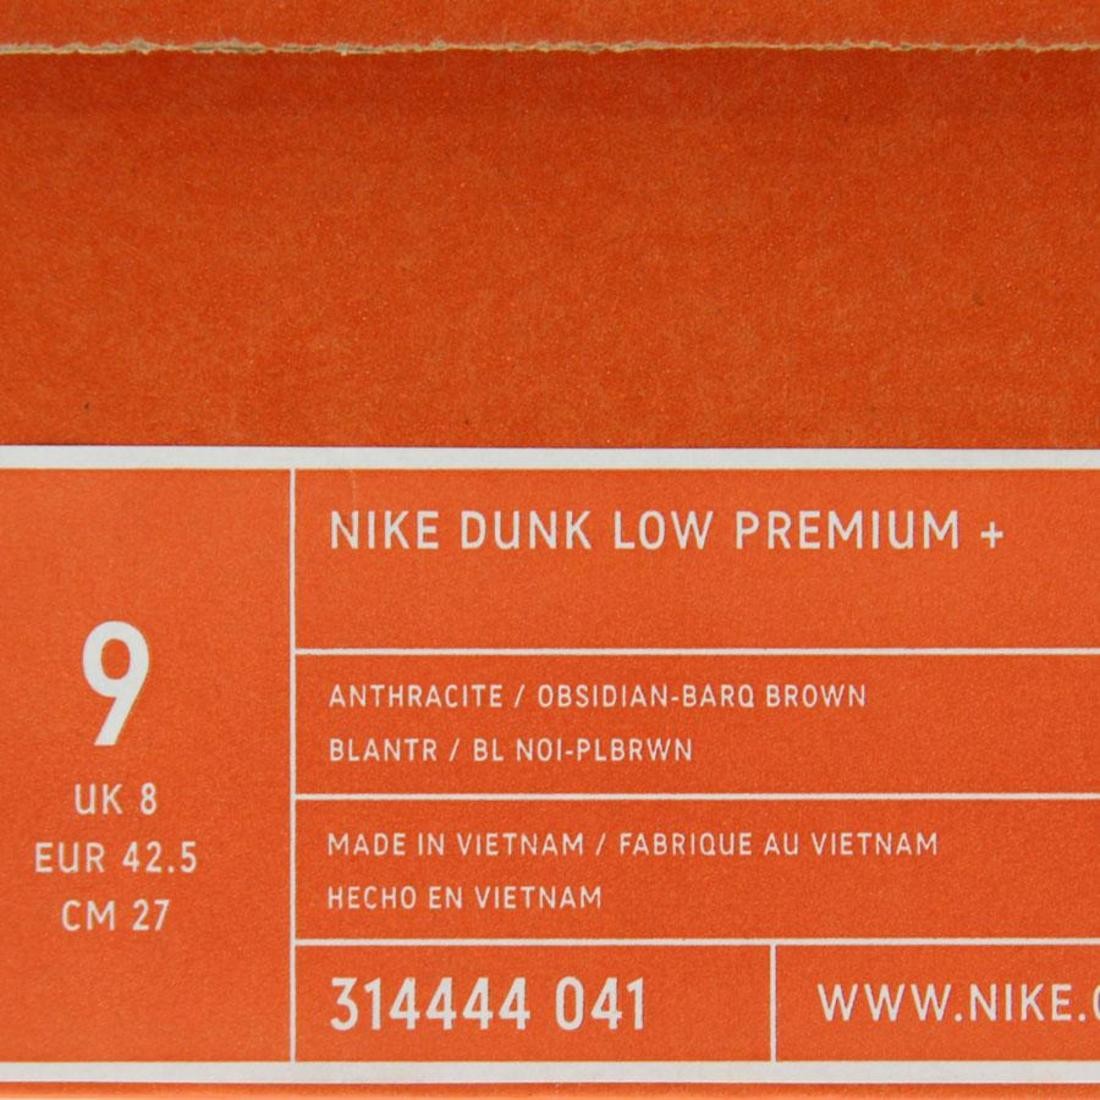 9
UK 8
EUR 42.5
CM 27
NIKE DUNK LOW PREMIUM +
ANTHRACITE / OBSIDIAN-BARQ BROWN
BLANTR / BL NOI-PLBRWN
MADE IN VIETNAM / FABRIQUE AU VIETNAM
HECHO EN VIETNAM
314444 041
WWW.NIKE.